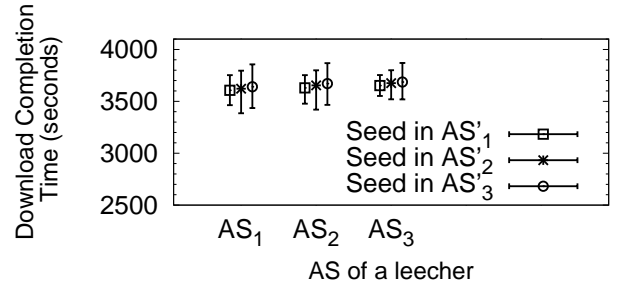 Download Completion
Time (seconds)
4000
3500
3000
2500
Seed in AS'1
Seed in AS'2
Seed in AS'3
AS1 AS2 AS3
AS of a leecher